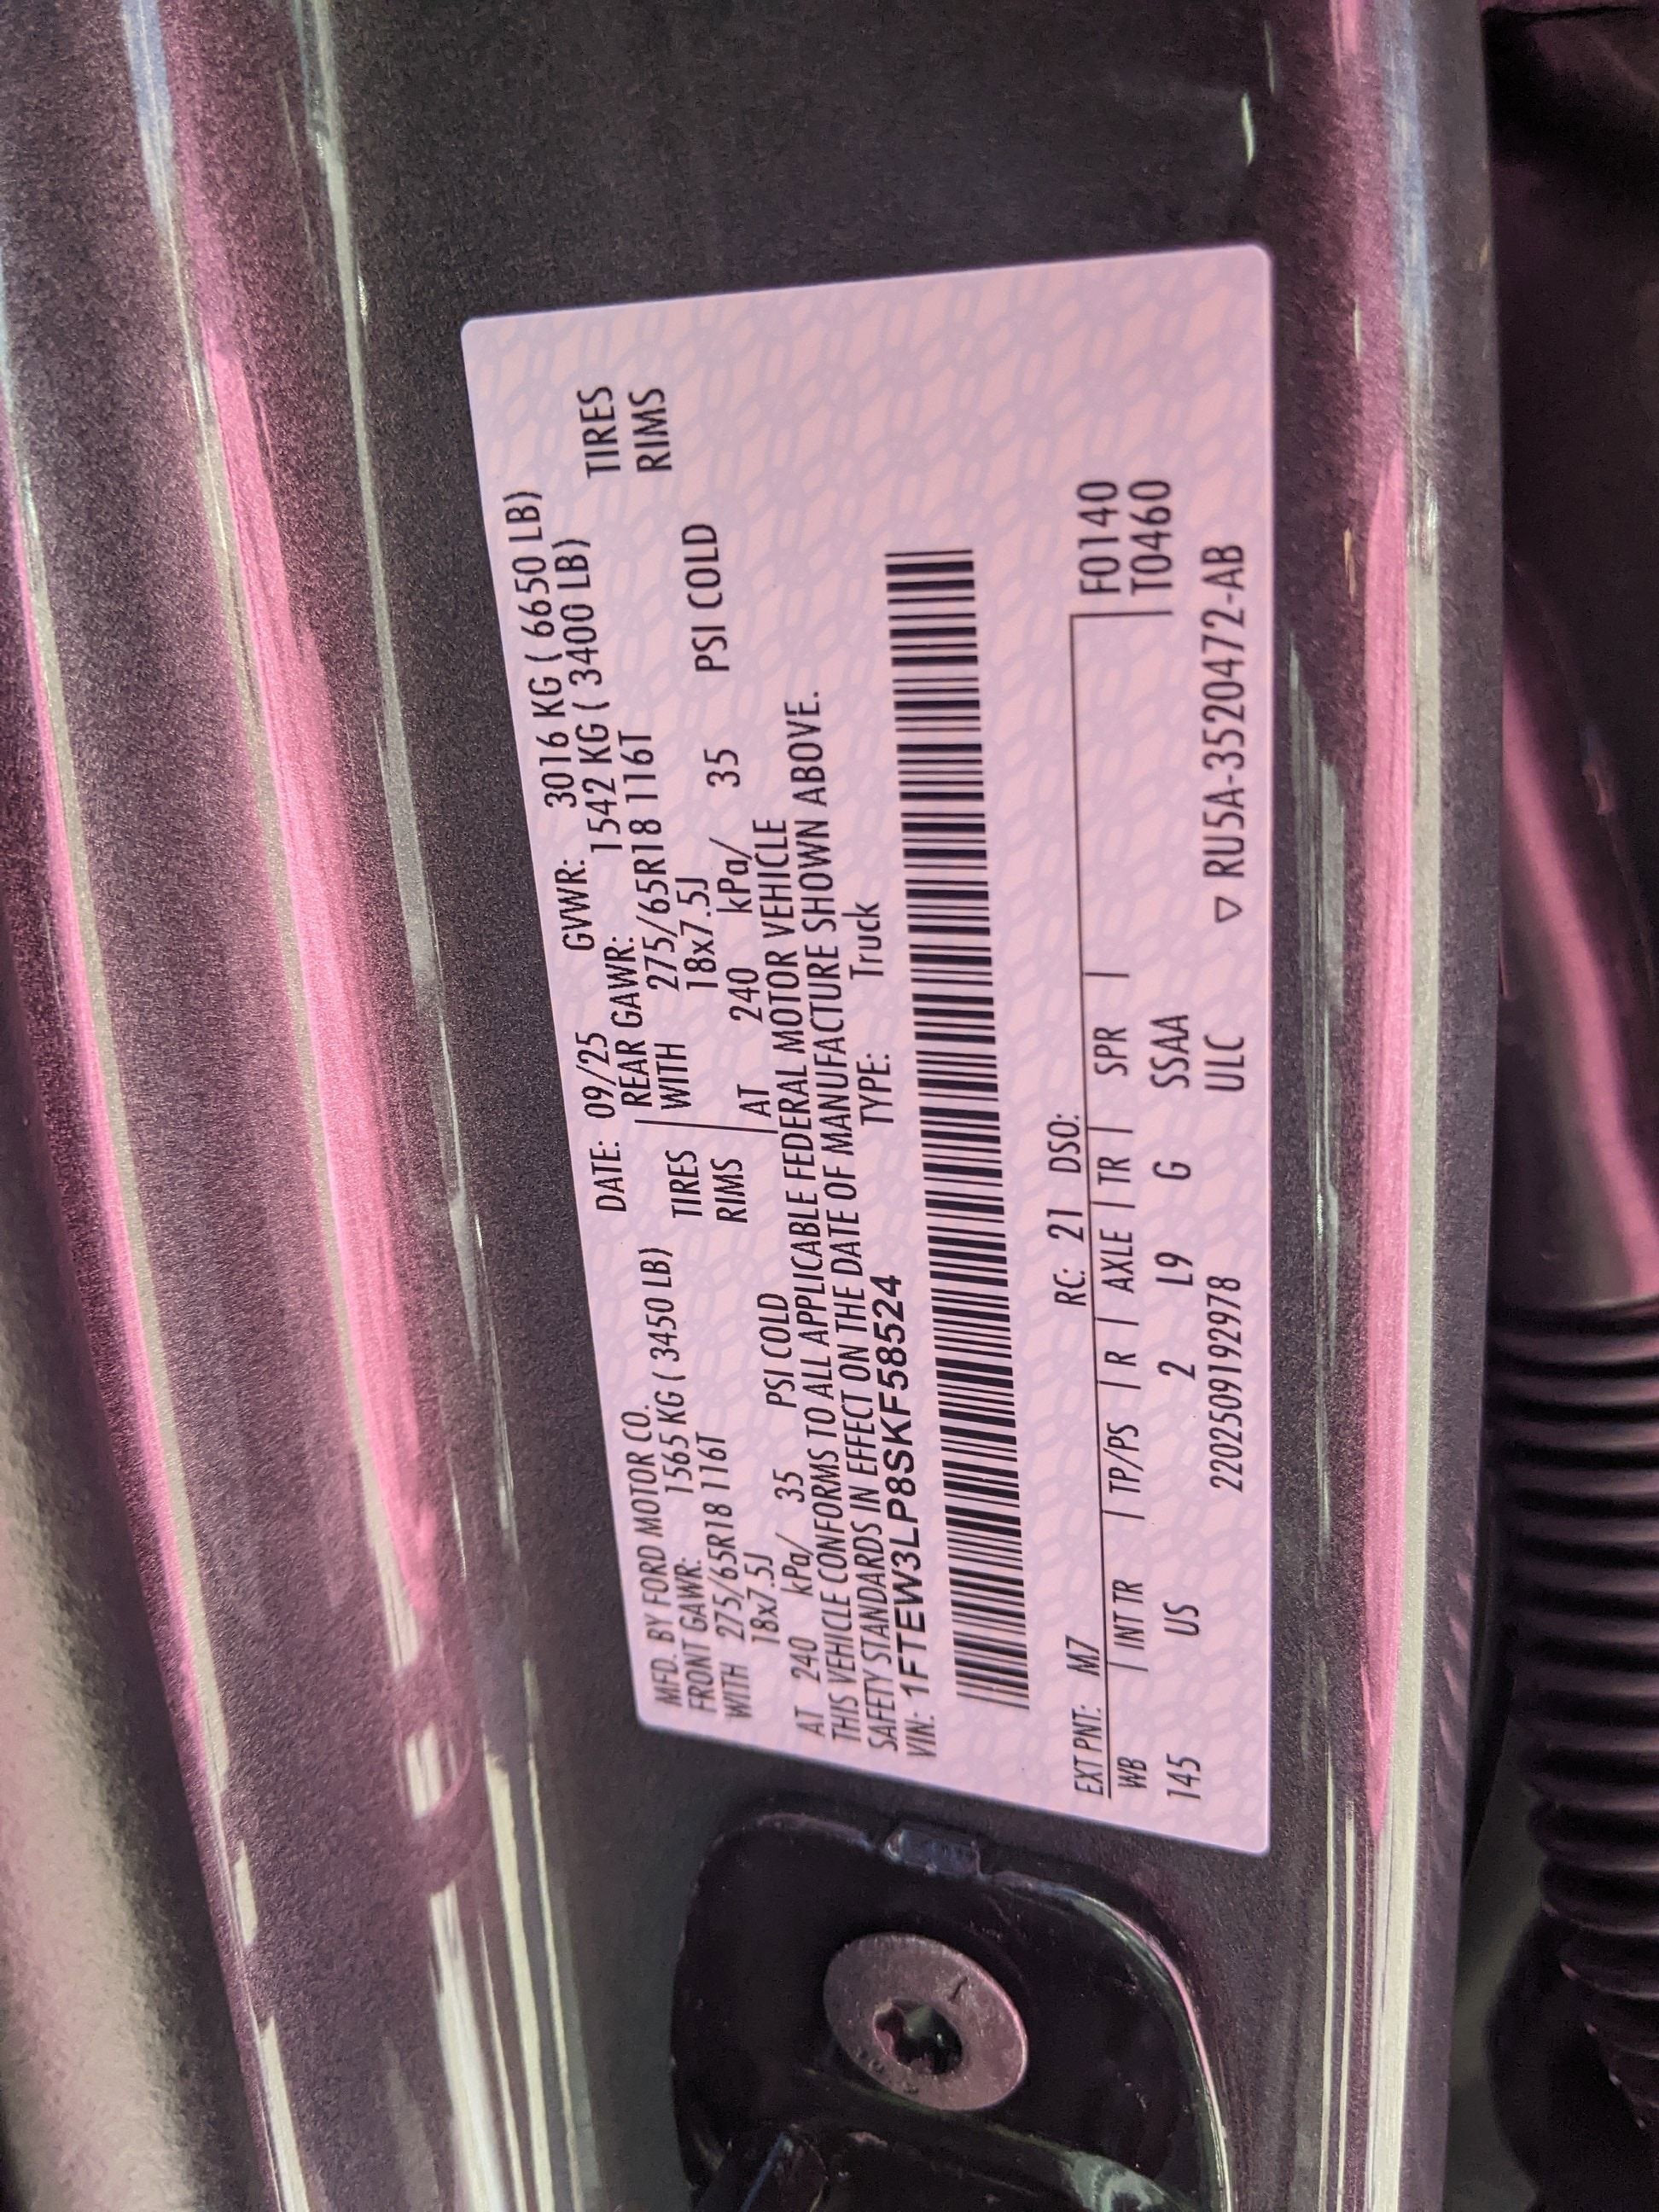 MFD. BY FORD MOTOR CO. DATE: 09/25 GVWR: 3016 KG ( 6650 LB)
FRONT GAWR: 1565 KG ( 3450 LB) REAR GAWR: 1542 KG ( 3400 LB)
WITH 275/65R18 116T TIRES WITH 275/65R18 116T TIRES
18x7.5J RIMS 18x7.5J RIMS
AT 240 kPa/ 35 PSI COLD AT 240 kPa/ 35 PSI COLD
THIS VEHICLE CONFORMS TO ALL APPLICABLE FEDERAL MOTOR VEHICLE
SAFETY STANDARDS IN EFFECT ON THE DATE OF MANUFACTURE SHOWN ABOVE.
VIN: 1FTEW3LP8SKF58524 TYPE: Truck
EXT PNT: M7 RC: 21 DSO:
WB | INT TR | TP/PS | R | AXLE | TR | SPR | F0140
145 US 2 L9 G SSAA T0460
2202509192978 ULC ▽ RU5A-3520472-AB